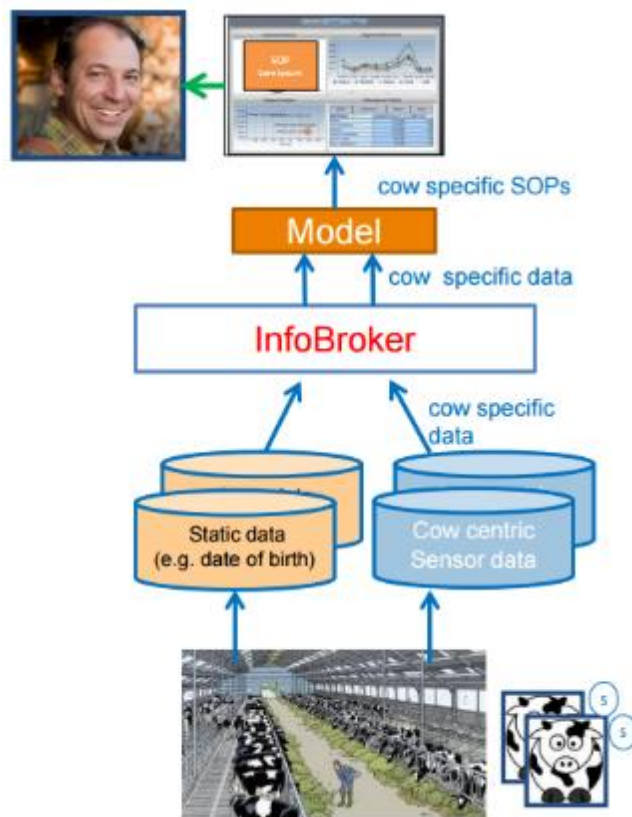 SOP
cow specific SOPs
Model
cow specific data
InfoBroker
cow specific
data
Static data
(e.g. date of birth)
Cow centric
Sensor data
S
S